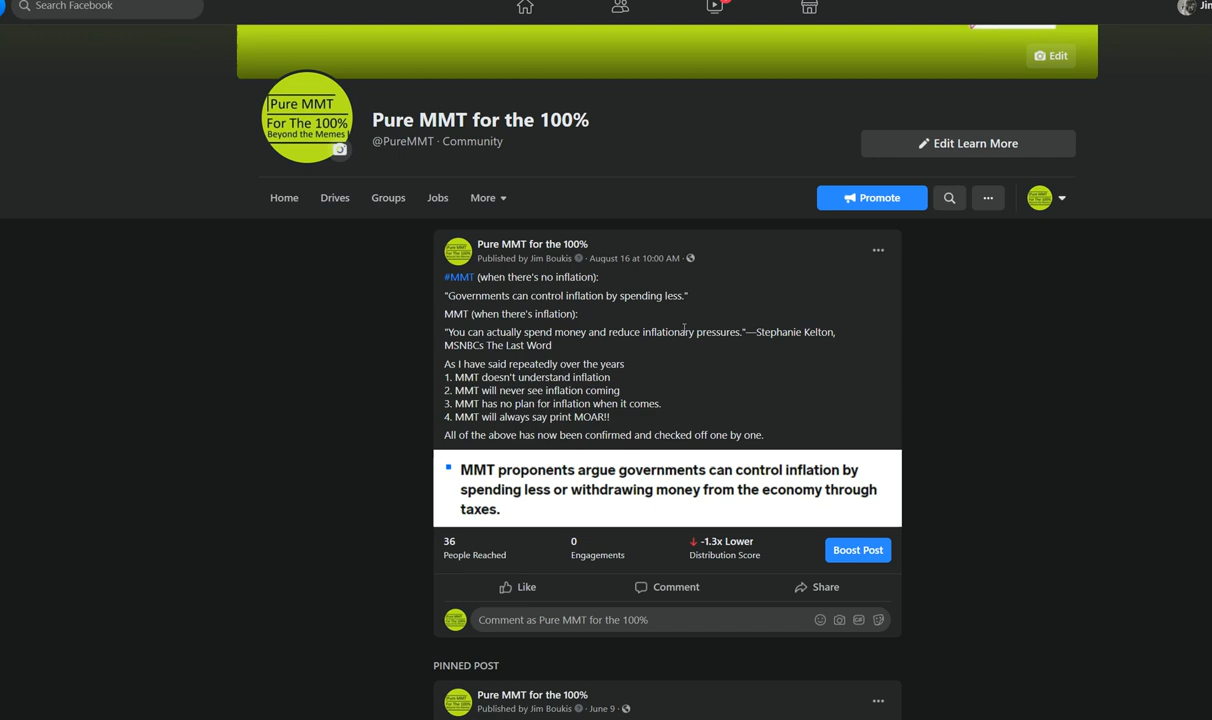 Search Facebook
Jim
Edit
Pure MMT
For The 100%
Beyond the Memes
Pure MMT for the 100%
@PureMMT · Community
Edit Learn More
Home
Drives
Groups
Jobs
More
Promote
Pure MMT for the 100%
Published by Jim Boukis · August 16 at 10:00 AM ·
#MMT (when there's no inflation):
"Governments can control inflation by spending less."
MMT (when there's inflation):
"You can actually spend money and reduce inflationary pressures."—Stephanie Kelton,
MSNBCs The Last Word
As I have said repeatedly over the years
1. MMT doesn't understand inflation
2. MMT will never see inflation coming
3. MMT has no plan for inflation when it comes.
4. MMT will always say print MOAR!!
All of the above has now been confirmed and checked off one by one.
MMT proponents argue governments can control inflation by
spending less or withdrawing money from the economy through
taxes.
36
People Reached
0
Engagements
-1.3x Lower
Distribution Score
Boost Post
Like
Comment
Share
Comment as Pure MMT for the 100%
PINNED POST
Pure MMT for the 100%
Published by Jim Boukis · June 9 ·